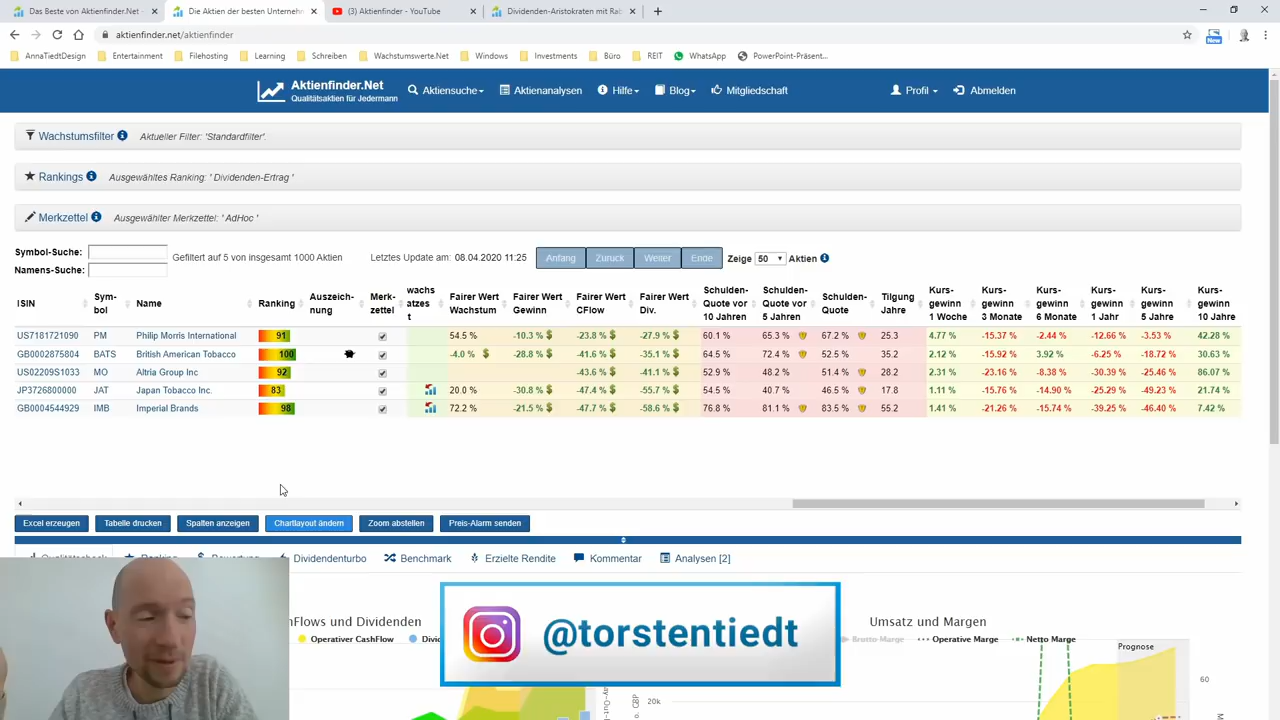 Das Beste von Aktienfinder.Net -
Die Aktien der besten Unternehm
(3) Aktienfinder - YouTube
Dividenden-Aristokraten mit Rab
aktienfinder.net/aktienfinder
New
AnnaTiedtDesign
Entertainment
Filehosting
Learning
Schreiben
Wachstumswerte.Net
Windows
Investments
Büro
REIT
WhatsApp
PowerPoint-Präsent...
Aktienfinder.Net
Qualitätsaktien für Jedermann
Aktiensuche
Aktienanalysen
Hilfe
Blog
Mitgliedschaft
Profil
Abmelden
Wachstumsfilter Aktueller Filter: 'Standardfilter'.
Rankings Ausgewähltes Ranking: ' Dividenden-Ertrag '
Merkzettel Ausgewählter Merkzettel: ' AdHoc '
Symbol-Suche:
Namens-Suche:
Gefiltert auf 5 von insgesamt 1000 Aktien
Letztes Update am: 08.04.2020 11:25
Anfang Zurück Weiter Ende
Zeige 50 Aktien
ISIN
Sym-
bol
Name
Ranking
Auszeich-
nung
Merk-
zettel
wachs
atzes
t
Fairer Wert
Wachstum
Fairer Wert
Gewinn
Fairer Wert
CFlow
Fairer Wert
Div.
Schulden-
Quote vor
10 Jahren
Schulden-
Quote vor
5 Jahren
Schulden-
Quote
Tilgung
Jahre
Kurs-
gewinn
1 Woche
Kurs-
gewinn
3 Monate
Kurs-
gewinn
6 Monate
Kurs-
gewinn
1 Jahr
Kurs-
gewinn
5 Jahre
Kurs-
gewinn
10 Jahre
US7181721090 PM Philip Morris International 91 54.5 % -10.3 % $ -23.8 % $ -27.9 % $ 60.1 % 65.3 % 67.2 % 25.3 4.77 % -15.37 % -2.44 % -12.66 % -3.53 % 42.28 %
GB0002875804 BATS British American Tobacco 100 -4.0 % $ -28.8 % $ -41.6 % $ -35.1 % $ 64.5 % 72.4 % 52.5 % 35.2 2.12 % -15.92 % 3.92 % -6.25 % -18.72 % 30.63 %
US02209S1033 MO Altria Group Inc 92 -43.6 % $ -41.1 % $ 52.9 % 48.2 % 51.4 % 28.2 2.31 % -23.16 % -8.38 % -30.39 % -25.46 % 86.07 %
JP3726800000 JAT Japan Tobacco Inc. 83 20.0 % -30.8 % $ -47.4 % $ -55.7 % $ 54.5 % 40.7 % 46.5 % 17.8 1.11 % -15.76 % -14.90 % -25.29 % -49.23 % 21.74 %
GB0004544929 IMB Imperial Brands 98 72.2 % -21.5 % $ -47.7 % $ -58.6 % $ 76.8 % 81.1 % 83.5 % 55.2 1.41 % -21.26 % -15.74 % -39.25 % -46.40 % 7.42 %
Excel erzeugen
Tabelle drucken
Spalten anzeigen
Chartlayout ändern
Zoom abstellen
Preis-Alarm senden
Dividendenturbo
Benchmark
Erzielte Rendite
Kommentar
Analysen [2]
Flows und Dividenden
Operativer CashFlow
Divi
@torstentiedt
Umsatz und Margen
Brutto-Marge
Operative Marge
Netto Marge
Prognose
20k
60